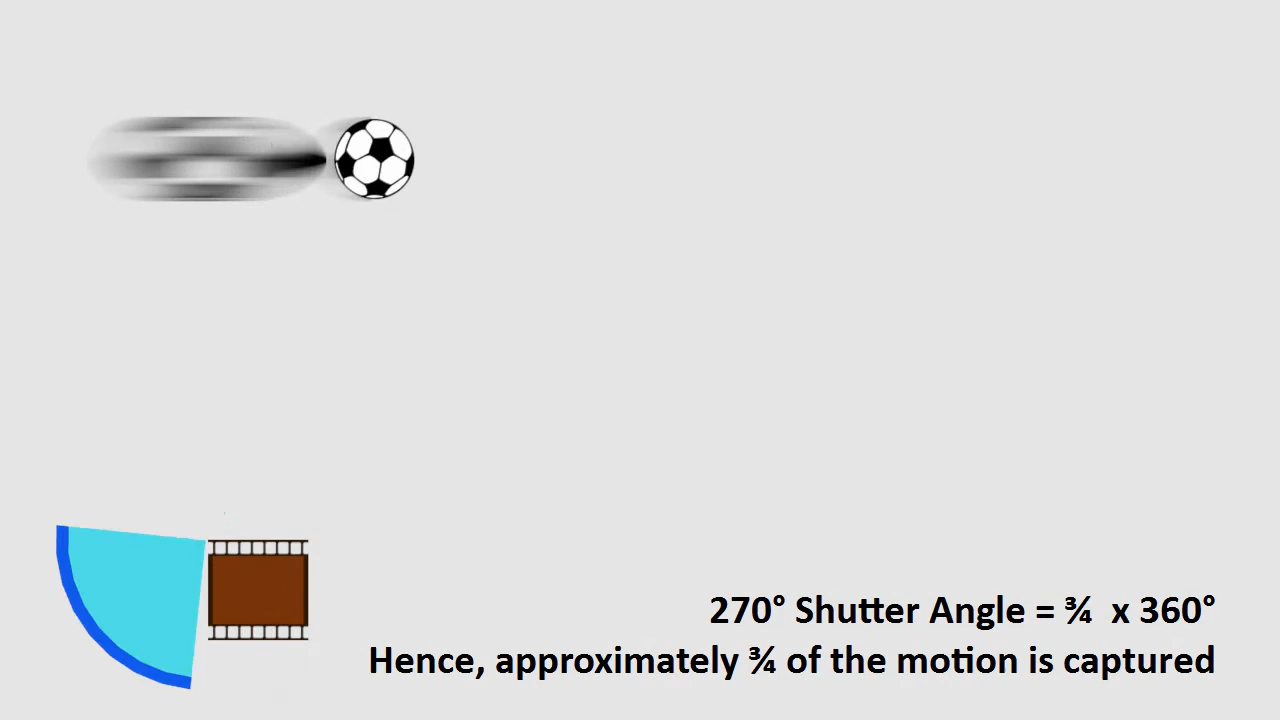 270° Shutter Angle = ¾ x 360°
Hence, approximately ¾ of the motion is captured